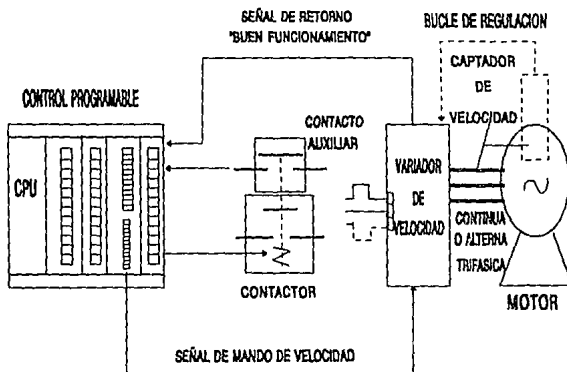 SEÑAL DE RETORNO
"BUEN FUNCIONAMIENTO"
BUCLE DE REGULACION
CAPTADOR
DE
VELOCIDAD
CONTROL PROGRAMABLE
CONTACTO
AUXILIAR
CPU
VARIADOR
DE
VELOCIDAD
CONTINUA
O ALTERNA
TRIFASICA
CONTACTOR
MOTOR
SEÑAL DE MANDO DE VELOCIDAD